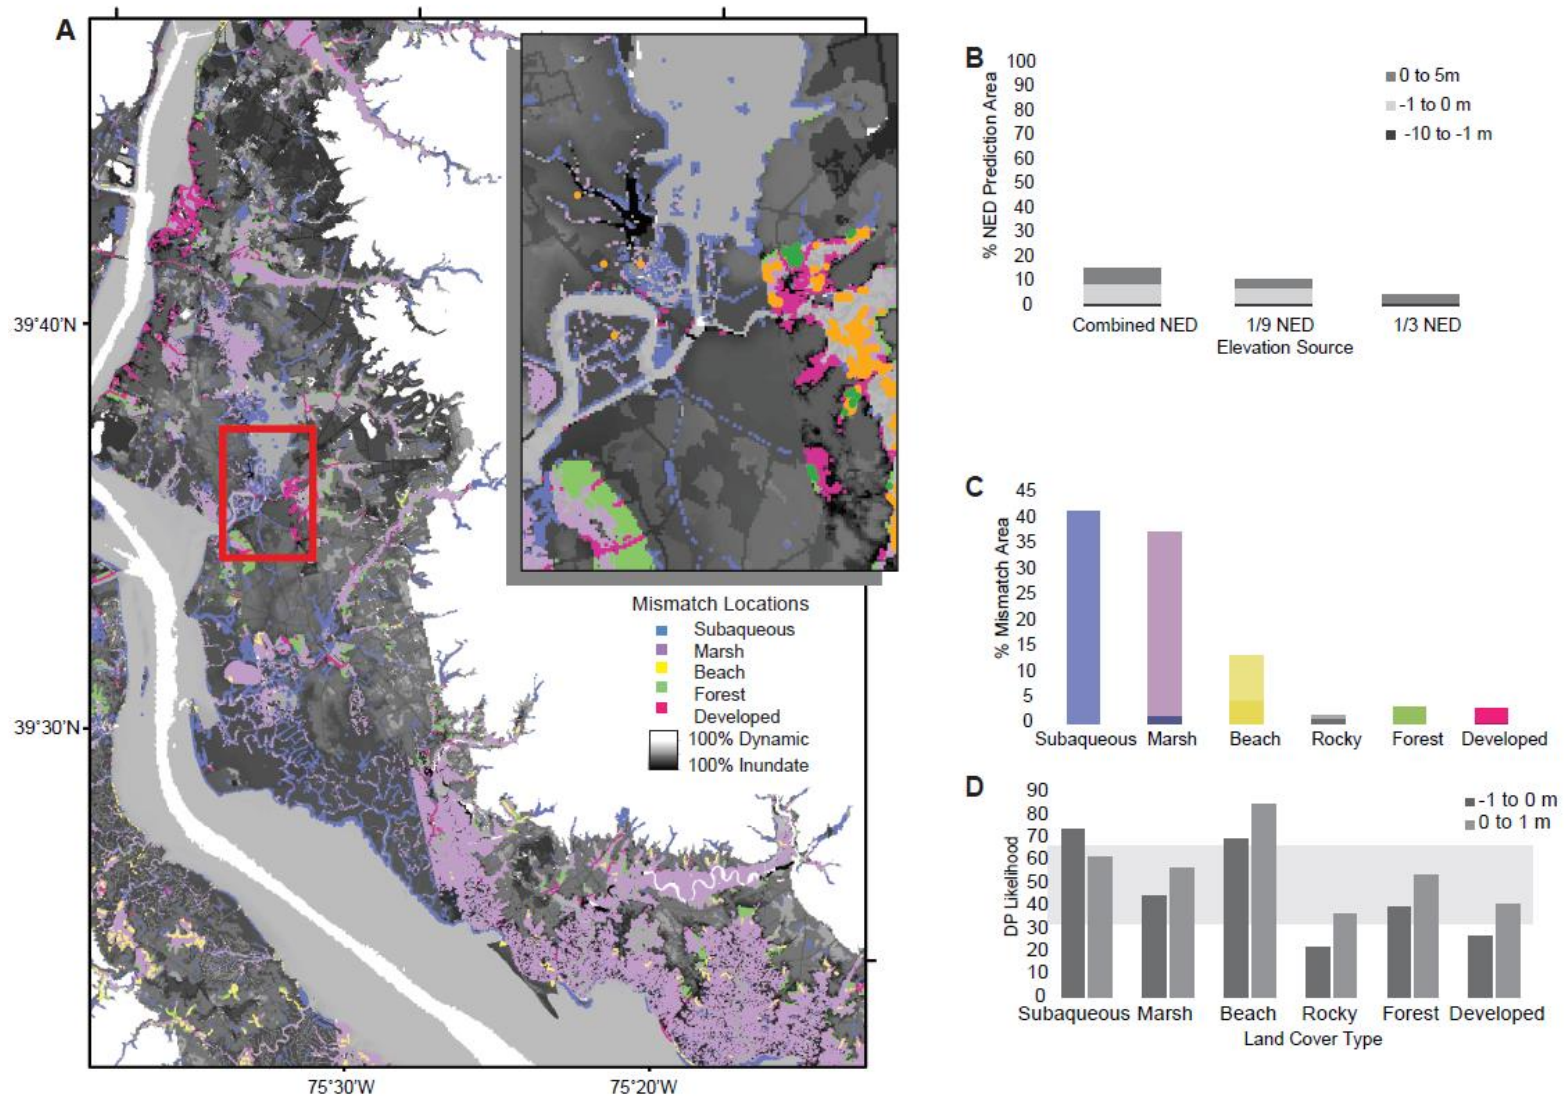 A
39°40'N
39°30'N
75°30'W
75°20'W
Mismatch Locations
Subaqueous
Marsh
Beach
Forest
Developed
100% Dynamic
100% Inundate
B
% NED Prediction Area
100
90
80
70
60
50
40
30
20
10
0
0 to 5m
-1 to 0 m
-10 to -1 m
Combined NED
1/9 NED
1/3 NED
Elevation Source
C
% Mismatch Area
45
40
35
30
25
20
15
10
5
0
Subaqueous
Marsh
Beach
Rocky
Forest
Developed
D
DP Likelihood
90
80
70
60
50
40
30
20
10
0
-1 to 0 m
0 to 1 m
Subaqueous
Marsh
Beach
Rocky
Forest
Developed
Land Cover Type